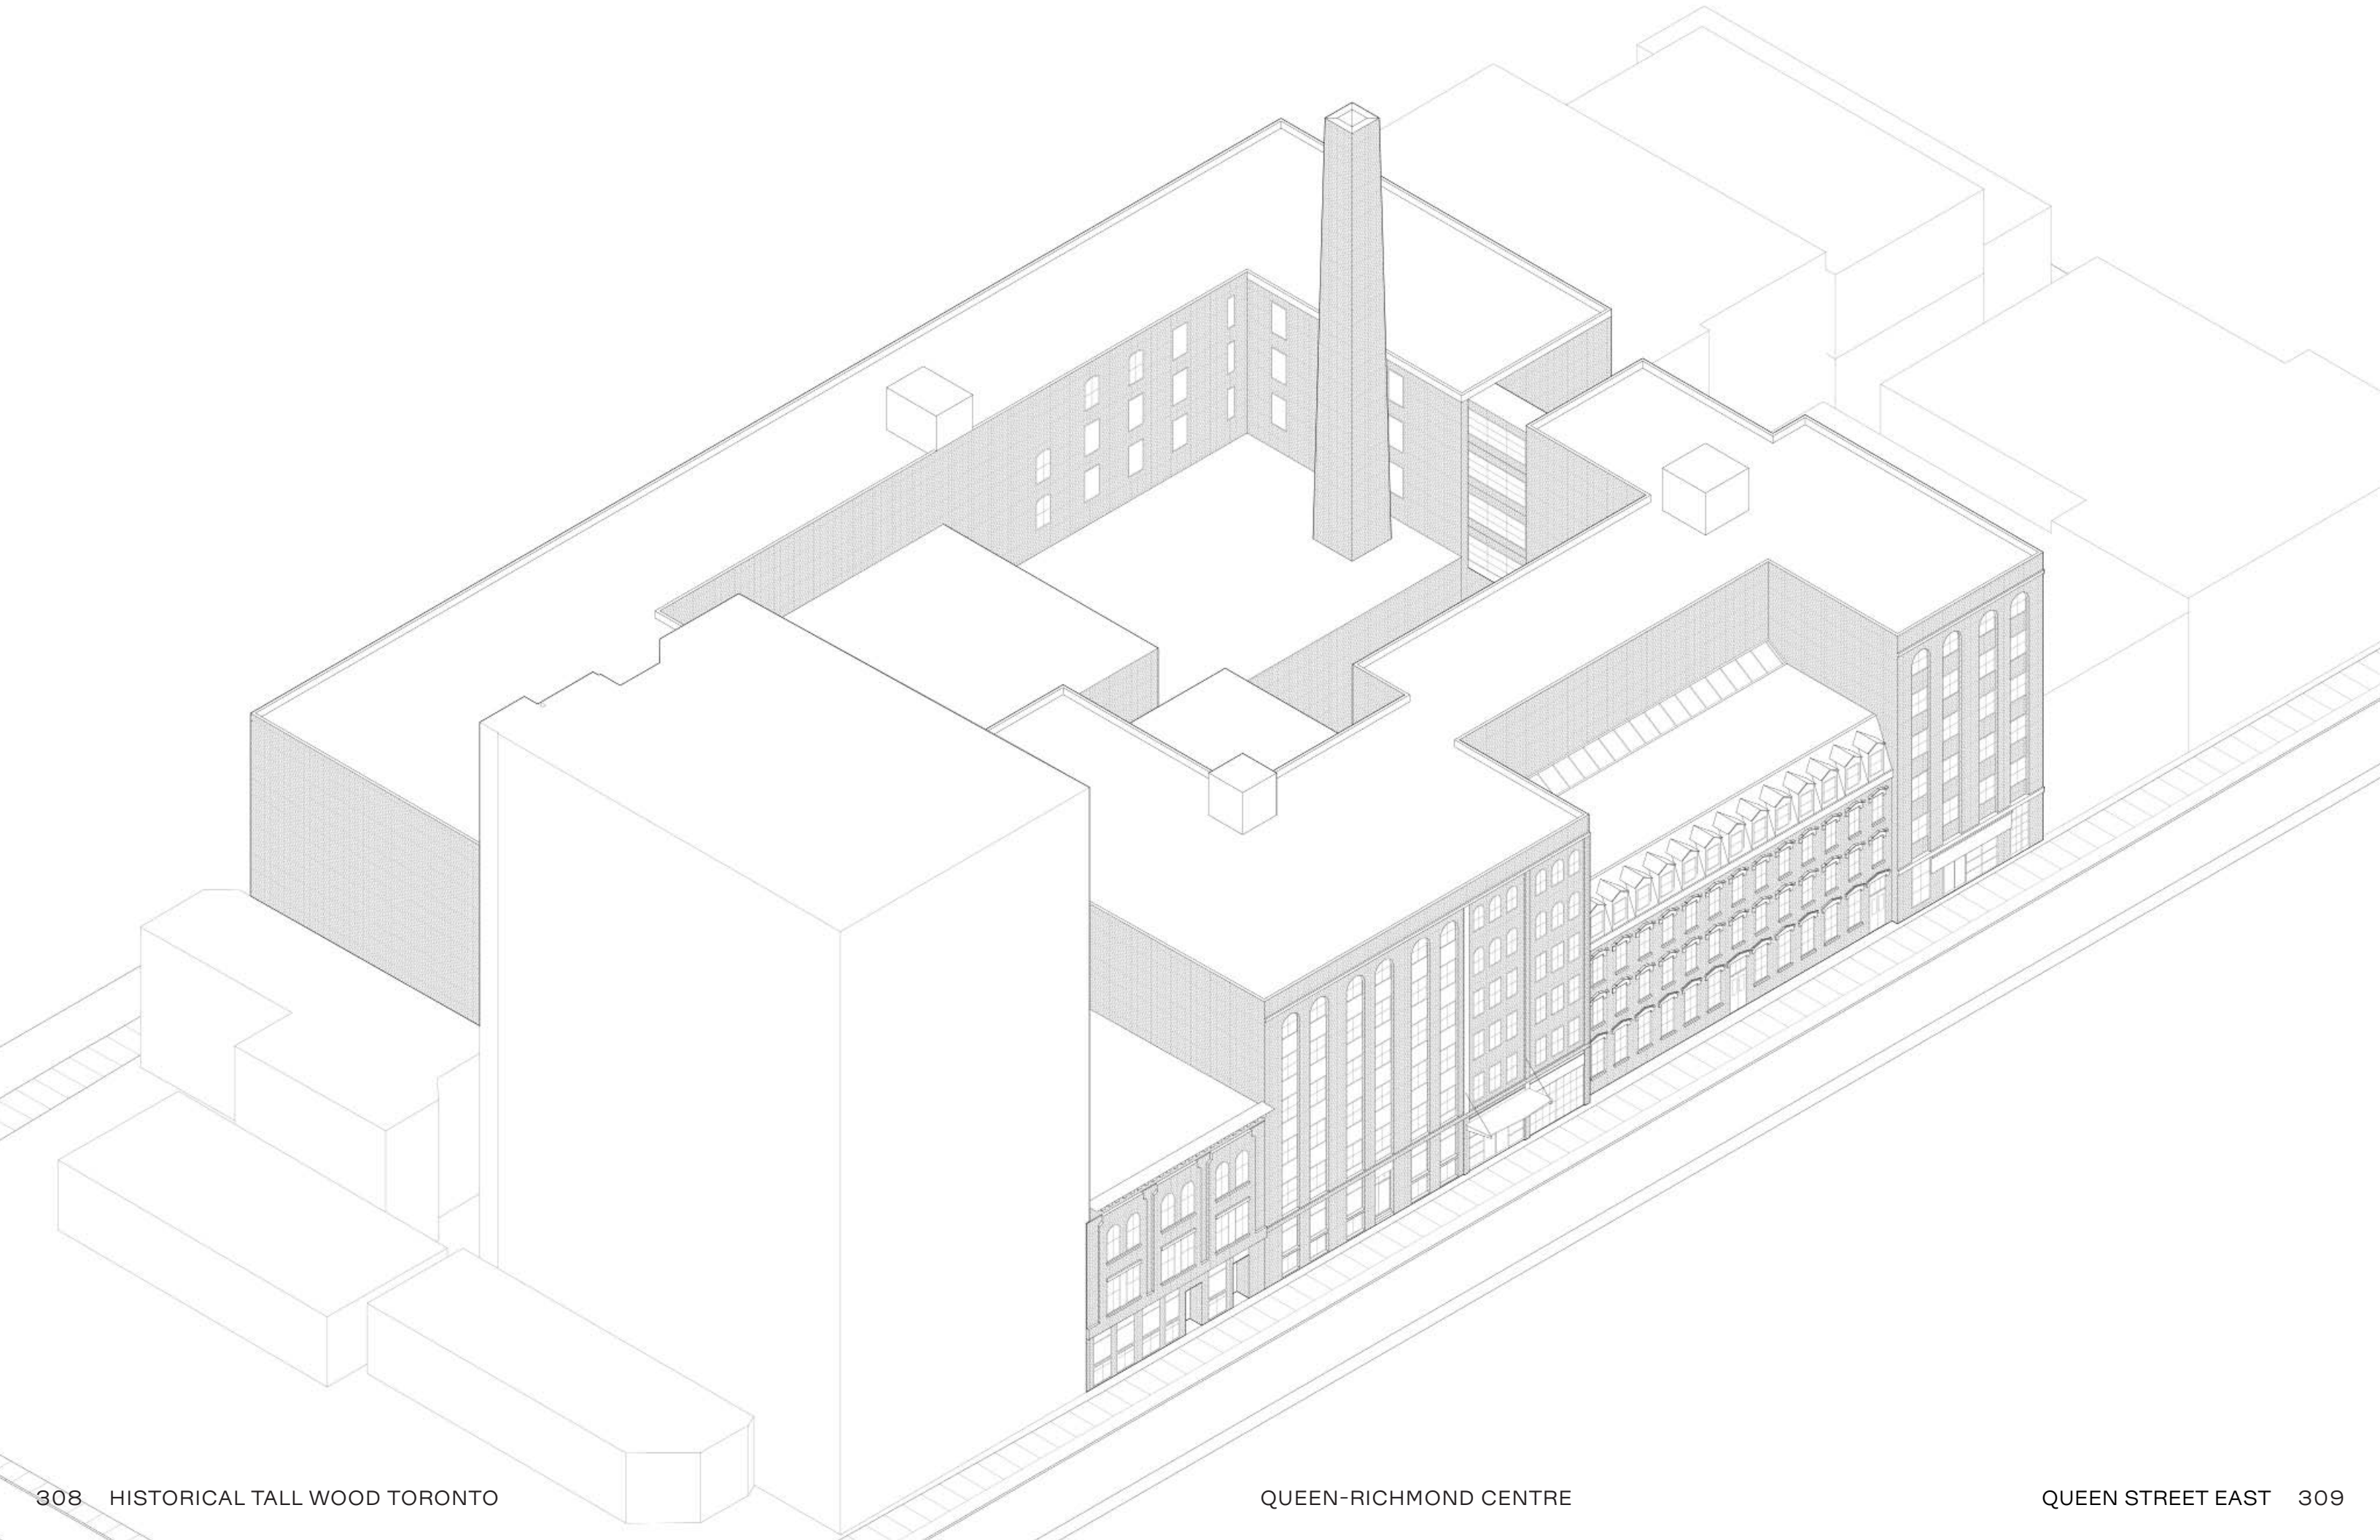 308 HISTORICAL TALL WOOD TORONTO
QUEEN-RICHMOND CENTRE
QUEEN STREET EAST 309